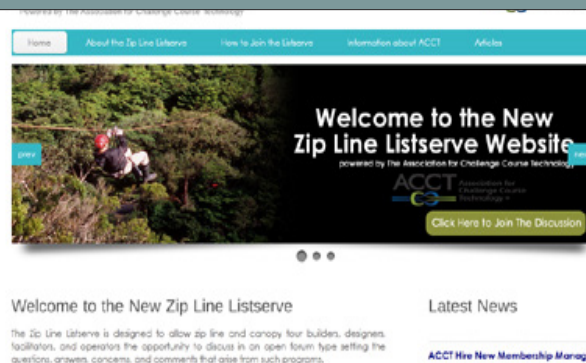 Powered by The Association for Challenge Course Technology
Home About the Zip Line Listserve How to Join the Listserve Information about ACCT Articles
Welcome to the New
Zip Line Listserve Website
powered by The Association for Challenge Course Technology
prev
ACCT Association for
Challenge Course
Technology
Click Here to Join The Discussion
Welcome to the New Zip Line Listserve
Latest News
The Zip Line Listserve is designed to allow zip line and canopy tour builders, designers,
facilitators, and operators the opportunity to discuss in an open forum type setting the
questions, answers, concerns, and comments that arise from such programs.
ACCT Hire New Membership